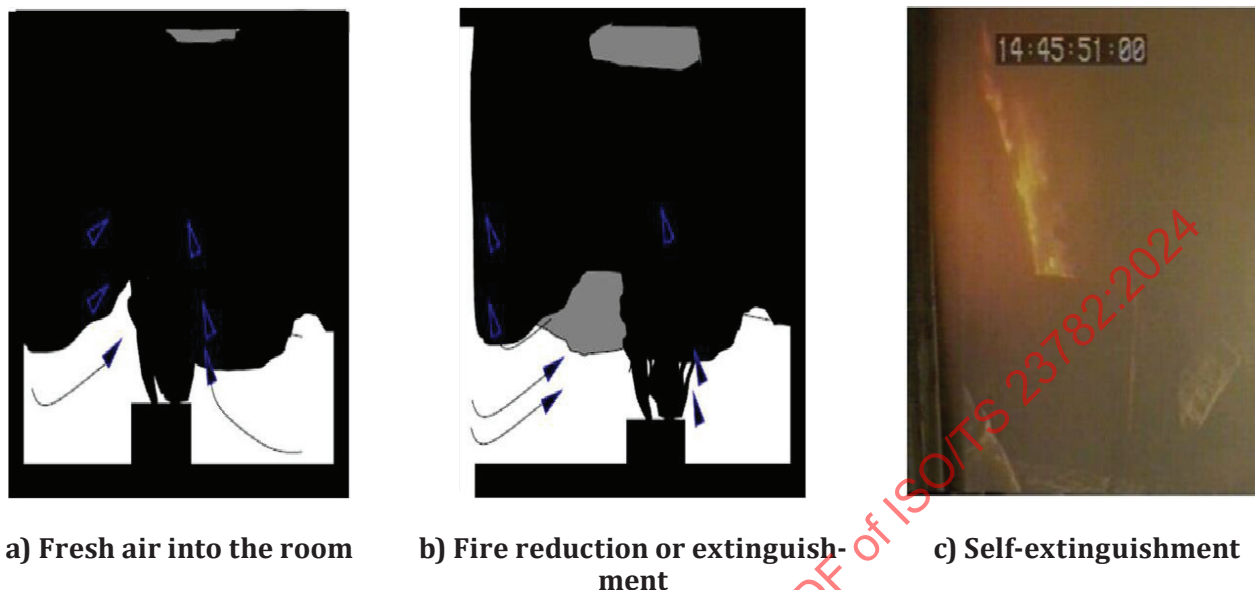 14:45:51:00
PDF of ISO/TS 23782:2024
a) Fresh air into the room
b) Fire reduction or extinguish-
ment
c) Self-extinguishment